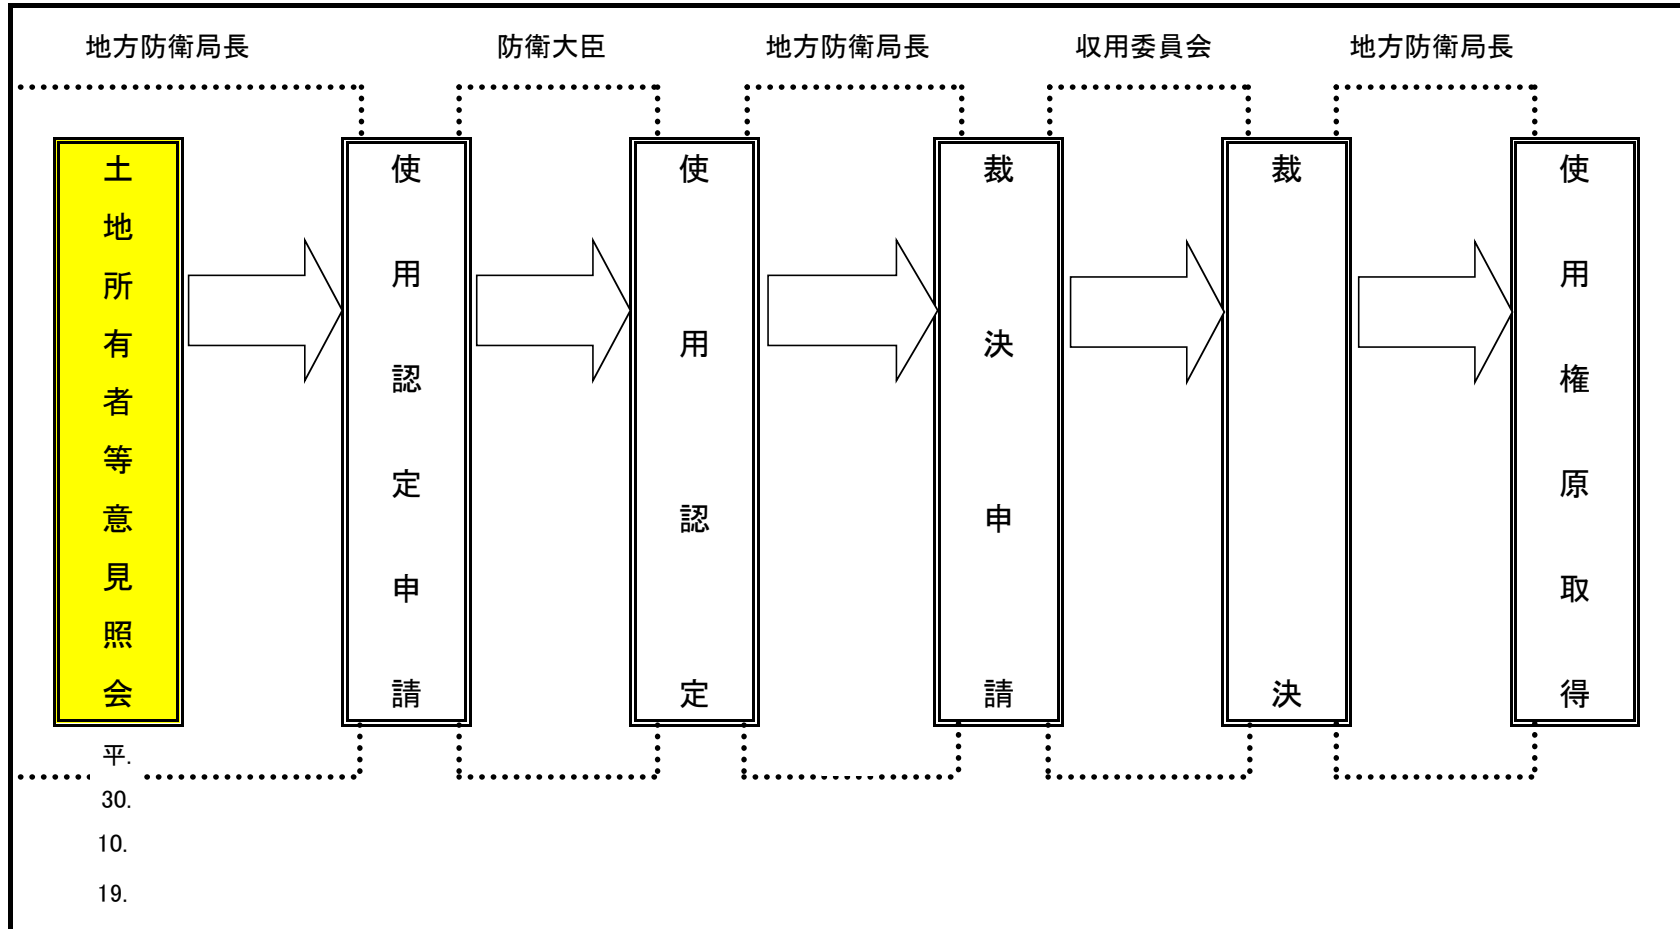 地方防衛局長
防衛大臣
地方防衛局長
収用委員会
地方防衛局長
土地所有者等意見照会
使用認定申請
使用認定
裁決申請
裁決
使用権原取得
平.
30.
10.
19.